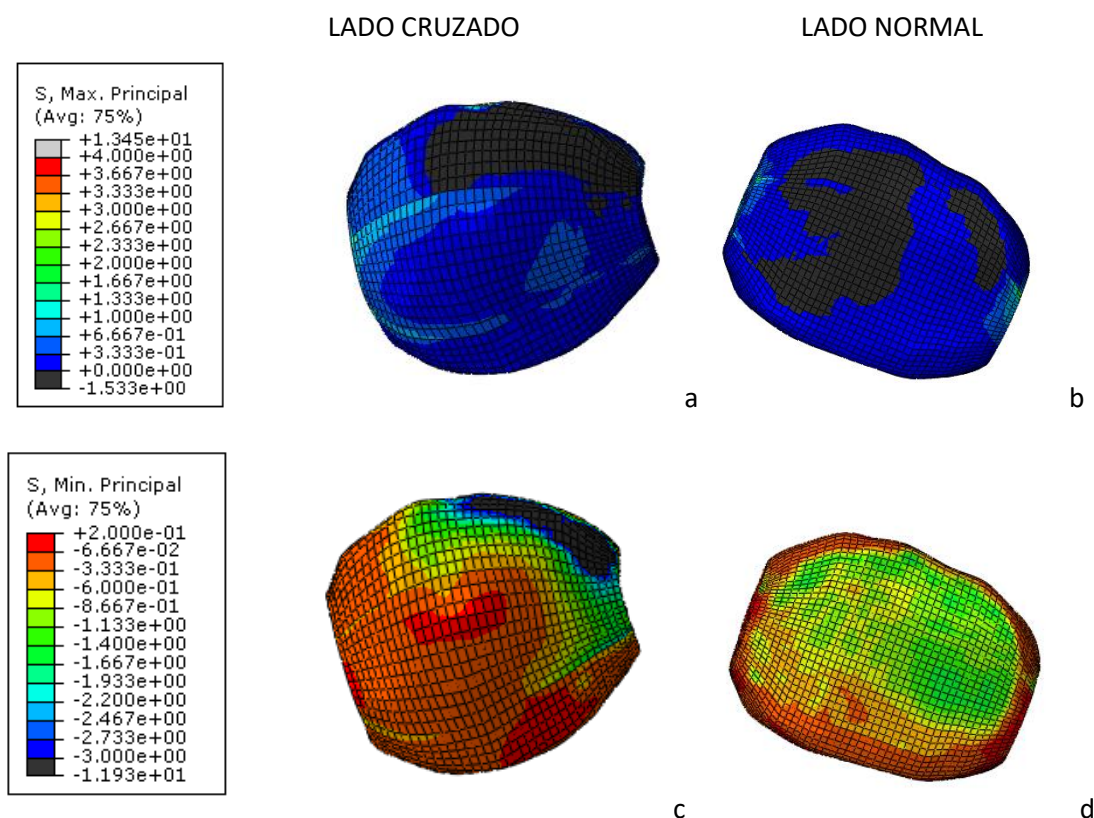 LADO CRUZADO
LADO NORMAL
S, Max. Principal
(Avg: 75%)
+1.345e+01
+4.000e+00
+3.667e+00
+3.333e+00
+3.000e+00
+2.667e+00
+2.333e+00
+2.000e+00
+1.667e+00
+1.333e+00
+1.000e+00
+6.667e-01
+3.333e-01
+0.000e+00
-1.533e+00
a
b
S, Min. Principal
(Avg: 75%)
+2.000e-01
-6.667e-02
-3.333e-01
-6.000e-01
-8.667e-01
-1.133e+00
-1.400e+00
-1.667e+00
-1.933e+00
-2.200e+00
-2.467e+00
-2.733e+00
-3.000e+00
-1.193e+01
c
d